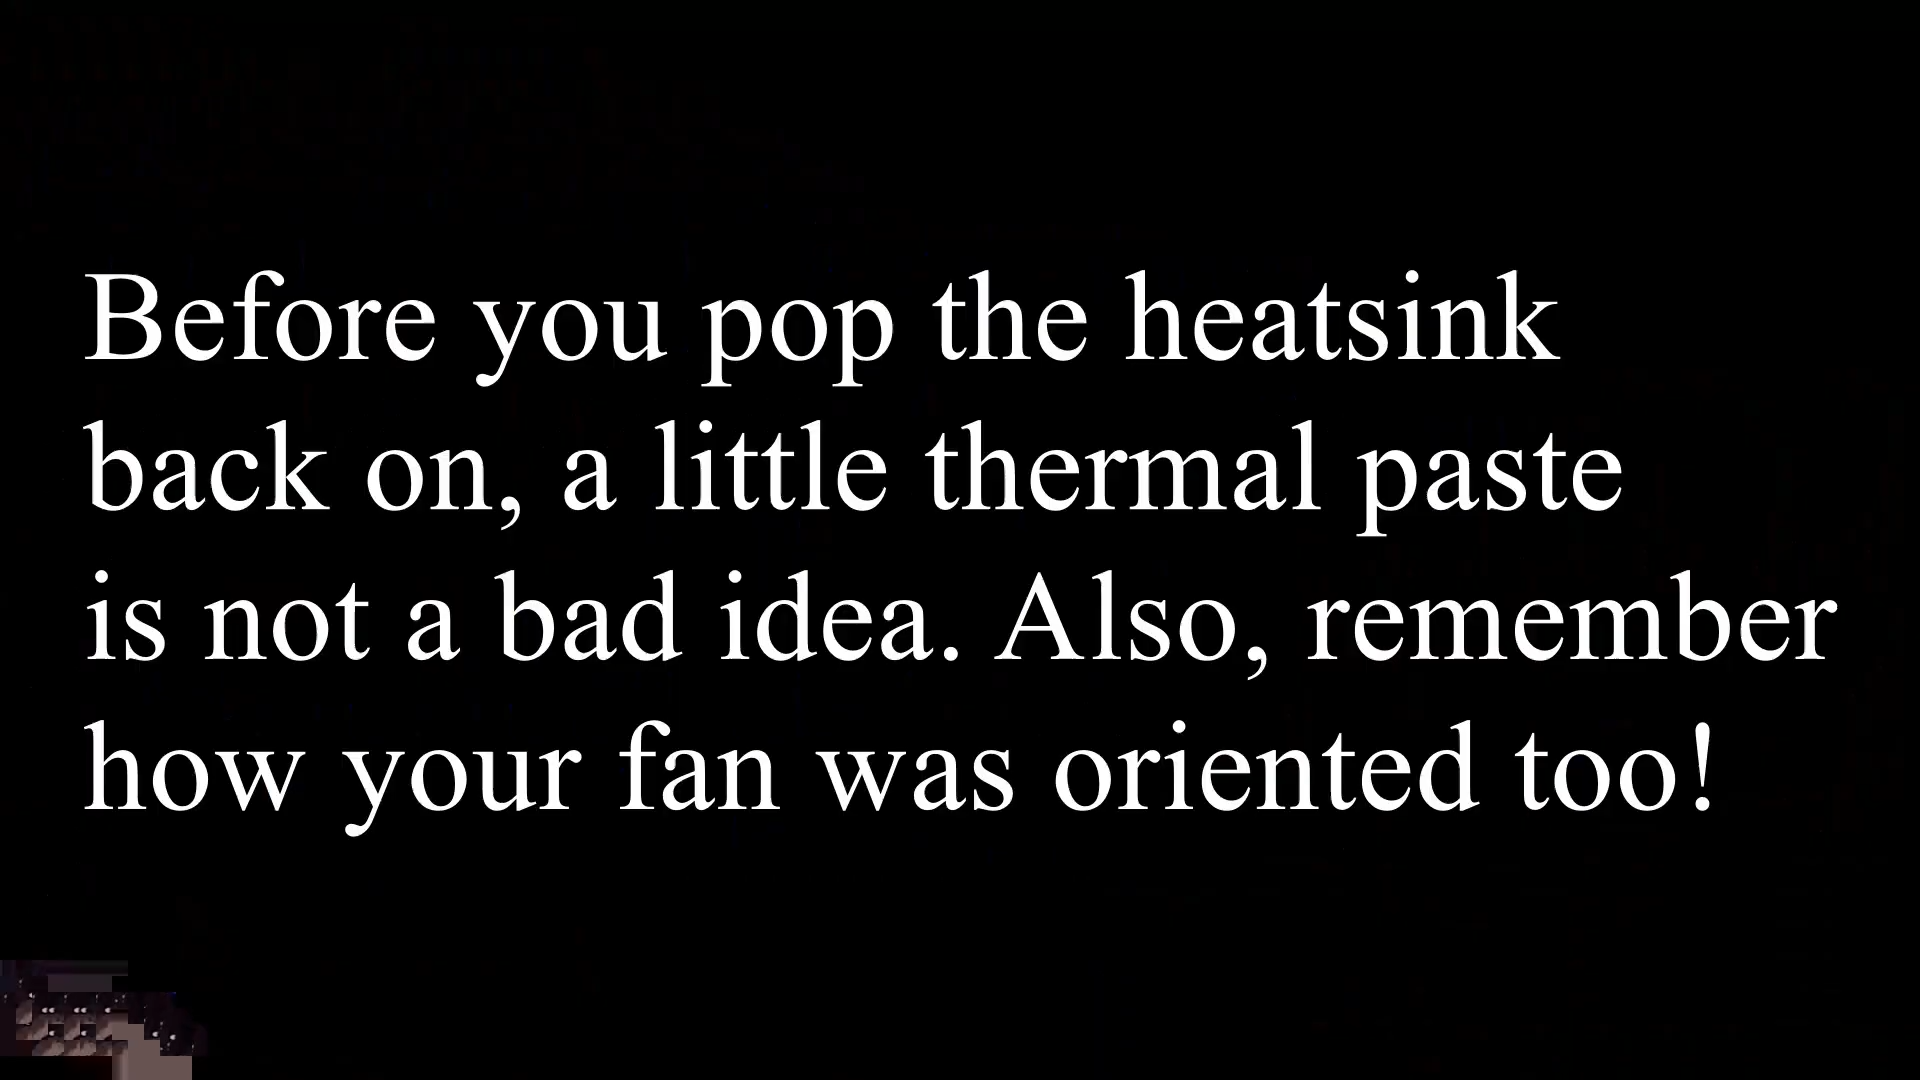 Before you pop the heatsink
back on, a little thermal paste
is not a bad idea. Also, remember
how your fan was oriented too!